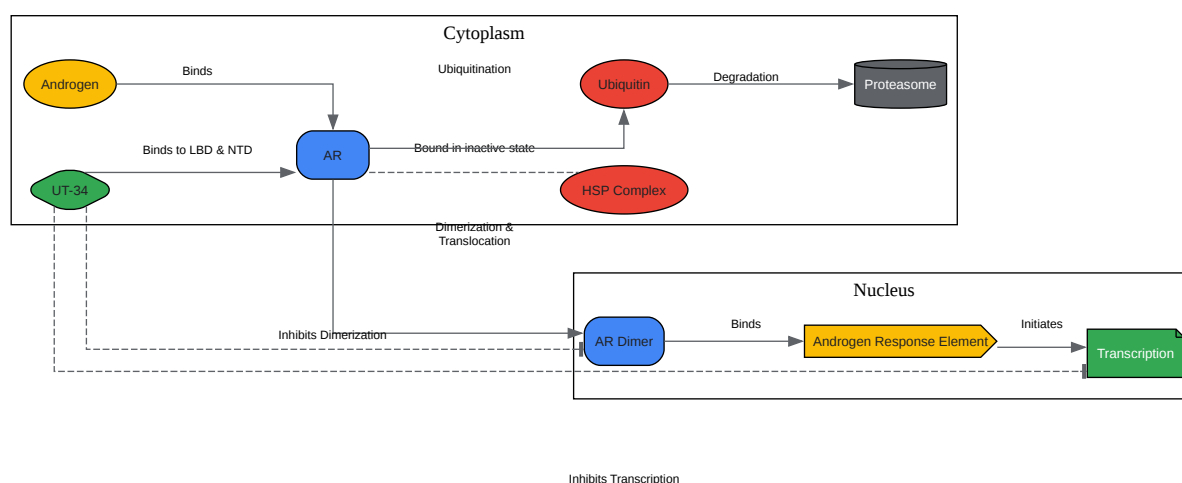 Cytoplasm
Androgen
Binds
Ubiquitination
Ubiquitin
Degradation
Proteasome
Binds to LBD & NTD
AR
Bound in inactive state
UT-34
HSP Complex
Dimerization &
Translocation
Nucleus
Inhibits Dimerization
AR Dimer
Binds
Androgen Response Element
Initiates
Transcription
Inhibits Transcription